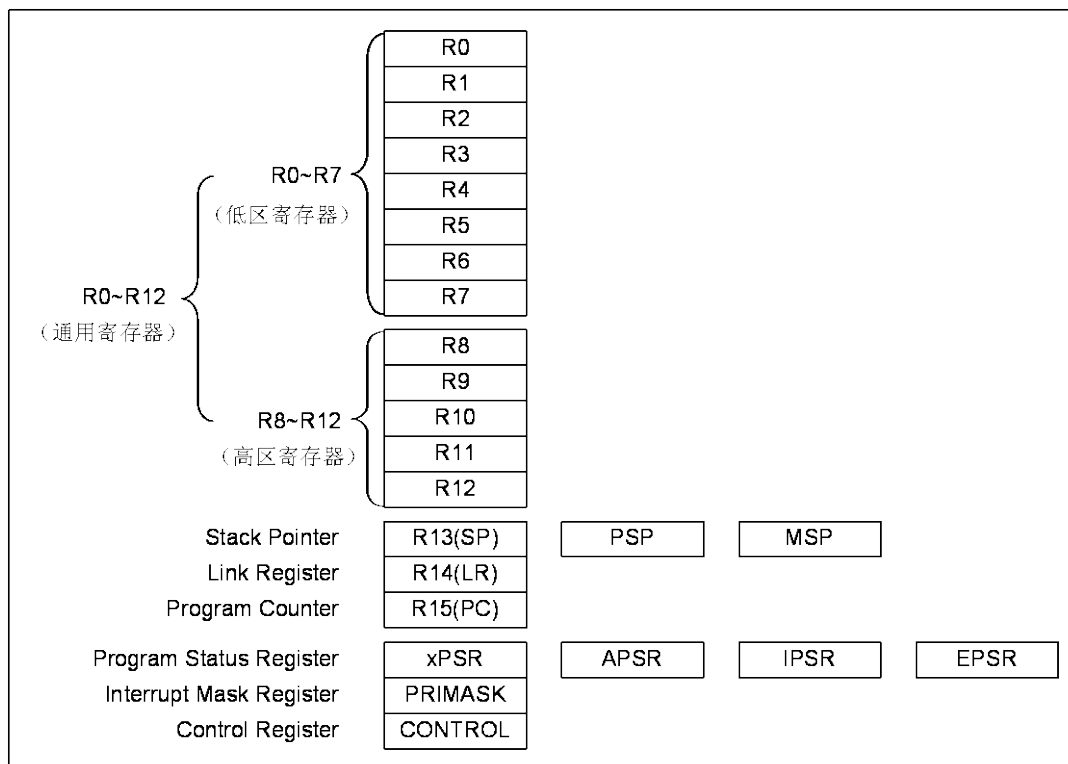 R0
R1
R2
R3
R0~R7
R4
（低区寄存器）
R5
R6
R0~R12
R7
（通用寄存器）
R8
R9
R8~R12
R10
（高区寄存器）
R11
R12
Stack Pointer R13(SP) PSP MSP
Link Register R14(LR)
Program Counter R15(PC)
Program Status Register xPSR APSR IPSR EPSR
Interrupt Mask Register PRIMASK
Control Register CONTROL